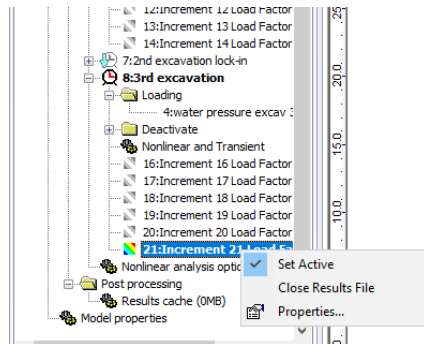 12:Increment 12 Load Factor
13:Increment 13 Load Factor
14:Increment 14 Load Factor
7:2nd excavation lock-in
8:3rd excavation
Loading
4:water pressure excav
Deactivate
Nonlinear and Transient
16:Increment 16 Load Factor
17:Increment 17 Load Factor
18:Increment 18 Load Factor
19:Increment 19 Load Factor
20:Increment 20 Load Factor
21:Increment 21 Load Fa
Nonlinear analysis optio
Post processing
Results cache (0MB)
Model properties
Set Active
Close Results File
Properties...
25
20.0
15.0
10.0